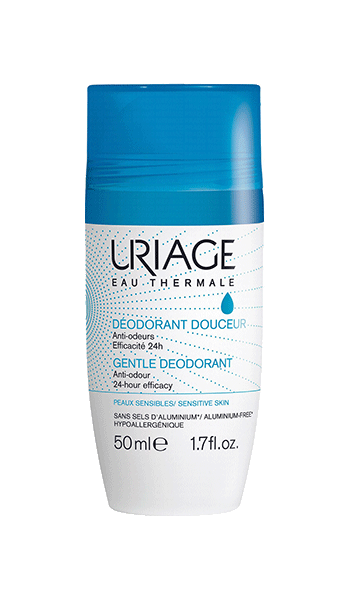 URIAGE
EAU THERMALE
DÉODORANT DOUCEUR
Anti-odeurs
Efficacité 24h
GENTLE DEODORANT
Anti-odour
24-hour efficacy
PEAUX SENSIBLES/ SENSITIVE SKIN
SANS SELS D'ALUMINIUM*/ ALUMINIUM-FREE*
HYPOALLERGÉNIQUE
50ml℮ 1.7fl.oz.